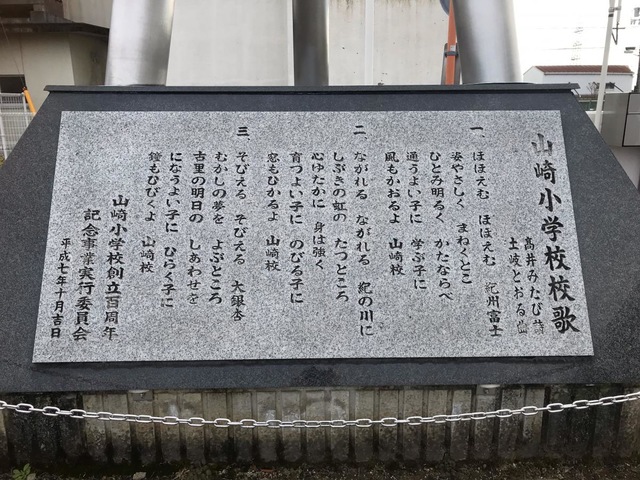 山崎小学校校歌
高井みたび
土岐とおる
一
ほほえむ ほほえむ 紀州富士
姿やさしく まねくとこ
ひとみ明るく かたならべ
通うよい子に 学ぶ子に
風もかおるよ 山崎校
二
ながれる ながれる 紀の川に
しぶきの虹の たつところ
心ゆたかに 身は強く
育つよい子に のびる子に
窓もひかるよ 山崎校
三
そびえる そびえる 大銀杏
むかしの夢を よぶところ
古里の明日の しあわせを
になうよい子に ひらく子に
鐘もひびくよ 山崎校
山崎小学校創立百周年
記念事業実行委員会
平成七年十月吉日